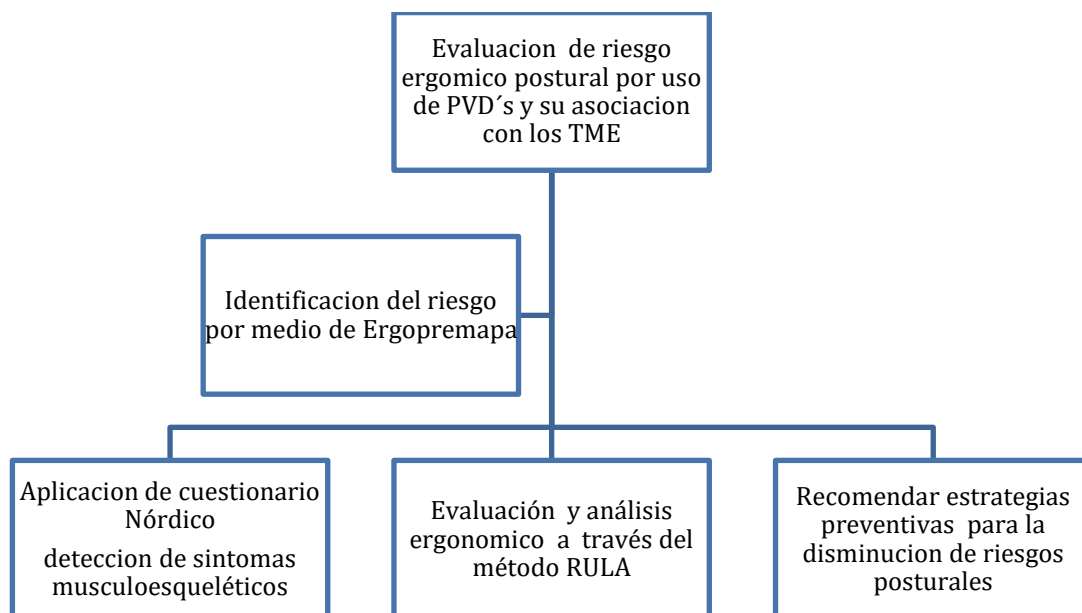 Evaluacion de riesgo
ergomico postural por uso
de PVD´s y su asociacion
con los TME
Identificacion del riesgo
por medio de Ergopremapa
Aplicacion de cuestionario
Nórdico
deteccion de sintomas
musculoesqueléticos
Evaluación y análisis
ergonomico a través del
método RULA
Recomendar estrategias
preventivas para la
disminucion de riesgos
posturales